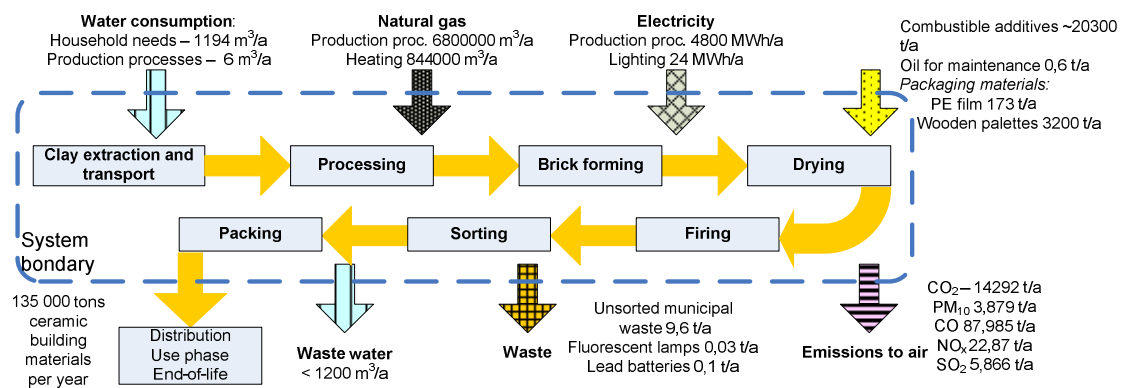 Water consumption:
Household needs – 1194 m³/a
Production processes – 6 m³/a
Natural gas
Production proc. 6800000 m³/a
Heating 844000 m³/a
Electricity
Production proc. 4800 MWh/a
Lighting 24 MWh/a
Combustible additives ~20300
t/a
Oil for maintenance 0,6 t/a
Packaging materials:
PE film 173 t/a
Wooden palettes 3200 t/a
Clay extraction and
transport
Processing
Brick forming
Drying
Packing
Sorting
Firing
System
bondary
135 000 tons
ceramic
building
materials
per year
Distribution
Use phase
End-of-life
Waste water
< 1200 m³/a
Waste
Unsorted municipal
waste 9,6 t/a
Fluorescent lamps 0,03 t/a
Lead batteries 0,1 t/a
Emissions to air
CO₂ – 14292 t/a
PM₁₀ 3,879 t/a
CO 87,985 t/a
NOₓ 22,87 t/a
SO₂ 5,866 t/a